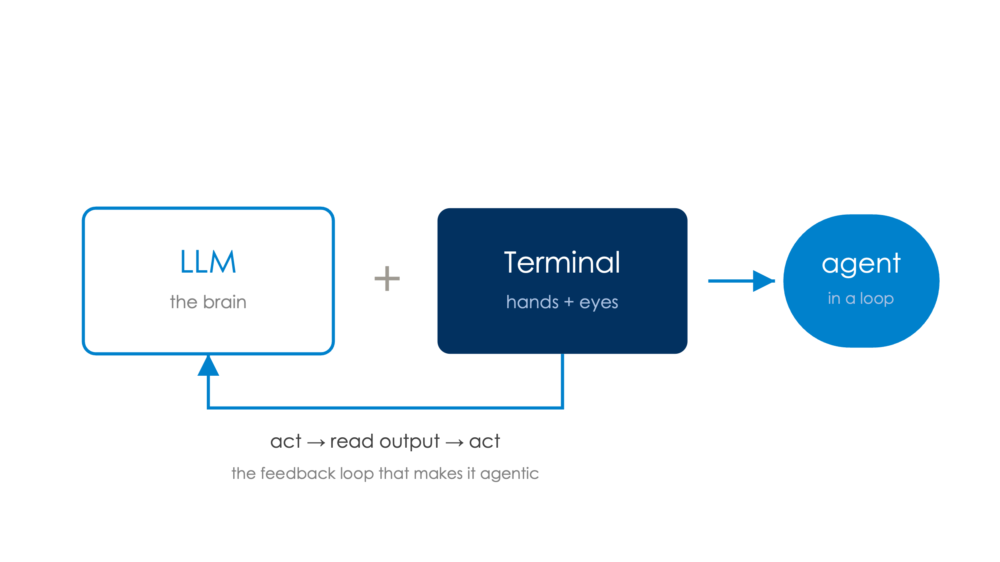 LLM
the brain
+
Terminal
hands + eyes
agent
in a loop
act → read output → act
the feedback loop that makes it agentic